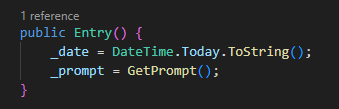 1 reference
public Entry() {
    _date = DateTime.Today.ToString();
    _prompt = GetPrompt();
}